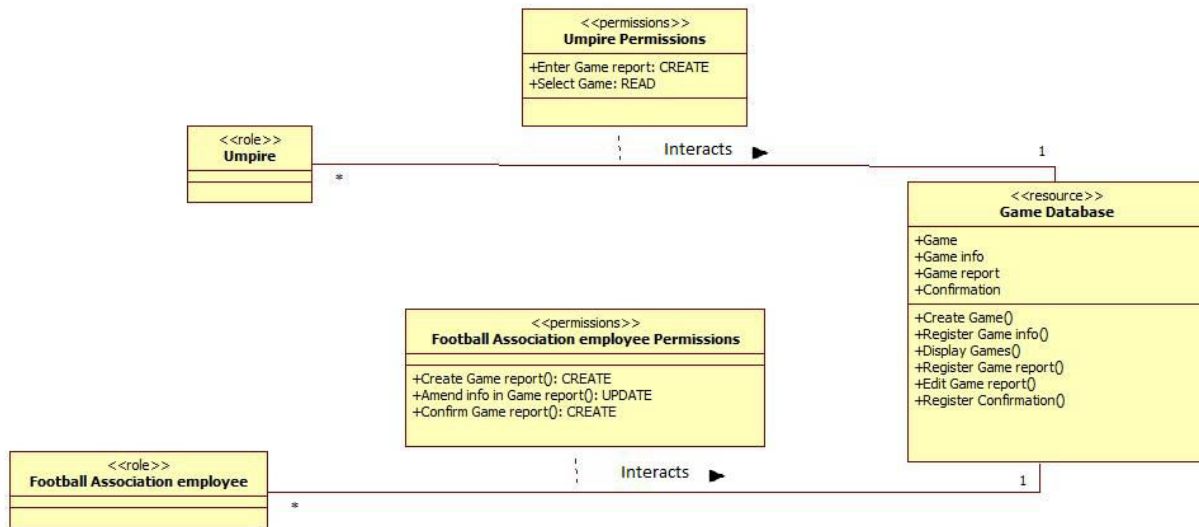 <<permissions>>
Umpire Permissions
+Enter Game report: CREATE
+Select Game: READ
<<role>>
Umpire
Interacts
*
1
<<resource>>
Game Database
+Game
+Game info
+Game report
+Confirmation
+Create Game()
+Register Game info()
+Display Games()
+Register Game report()
+Edit Game report()
+Register Confirmation()
<<permissions>>
Football Association employee Permissions
+Create Game report(): CREATE
+Amend info in Game report(): UPDATE
+Confirm Game report(): CREATE
<<role>>
Football Association employee
Interacts
*
1